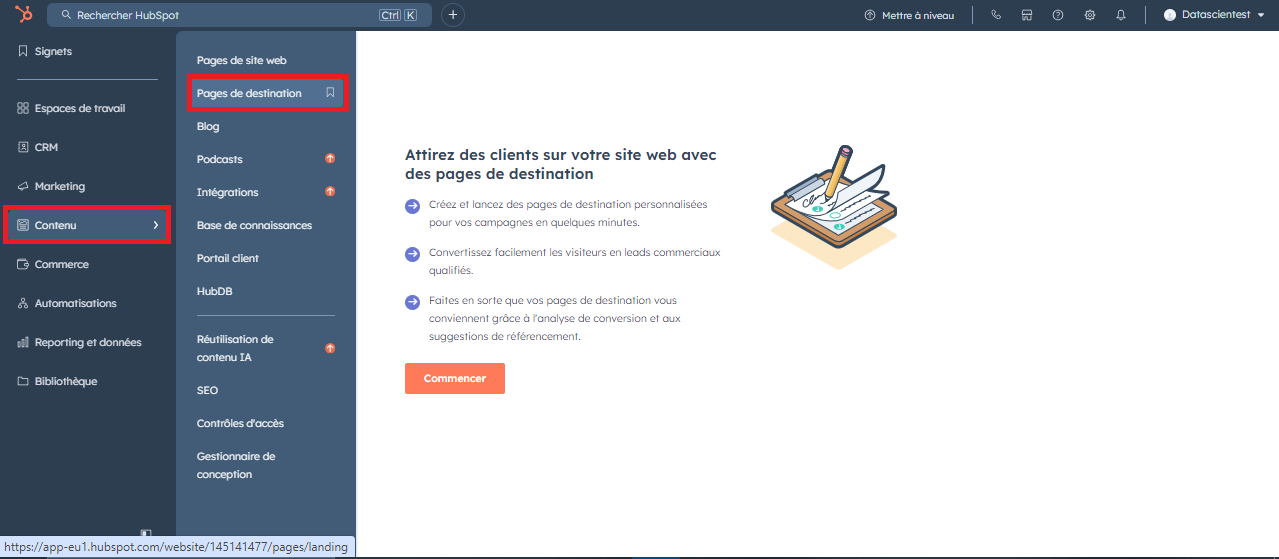 Rechercher HubSpot
Ctrl K
Mettre à niveau
Datascientest
Signets
Espaces de travail
CRM
Marketing
Contenu
Commerce
Automatisations
Reporting et données
Bibliothèque
Pages de site web
Pages de destination
Blog
Podcasts
Intégrations
Base de connaissances
Portail client
HubDB
Réutilisation de
contenu IA
SEO
Contrôles d'accès
Gestionnaire de
conception
Attirez des clients sur votre site web avec
des pages de destination
Créez et lancez des pages de destination personnalisées
pour vos campagnes en quelques minutes.
Convertissez facilement les visiteurs en leads commerciaux
qualifiés.
Faites en sorte que vos pages de destination vous
conviennent grâce à l'analyse de conversion et aux
suggestions de référencement.
Commencer
https://app-eu1.hubspot.com/website/145141477/pages/landing